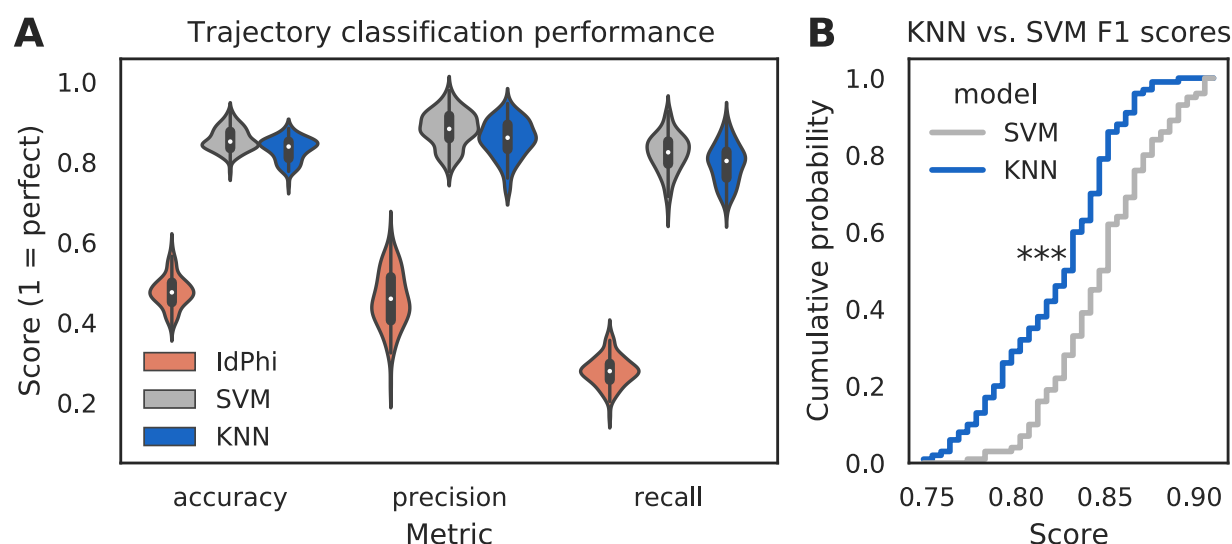 A
Trajectory classification performance
Score (1 = perfect)
1.0
0.8
0.6
0.4
0.2
IdPhi
SVM
KNN
accuracy
precision
recall
Metric
B
KNN vs. SVM F1 scores
Cumulative probability
1.0
0.8
0.6
0.4
0.2
0.0
model
SVM
KNN
***
0.75
0.80
0.85
0.90
Score